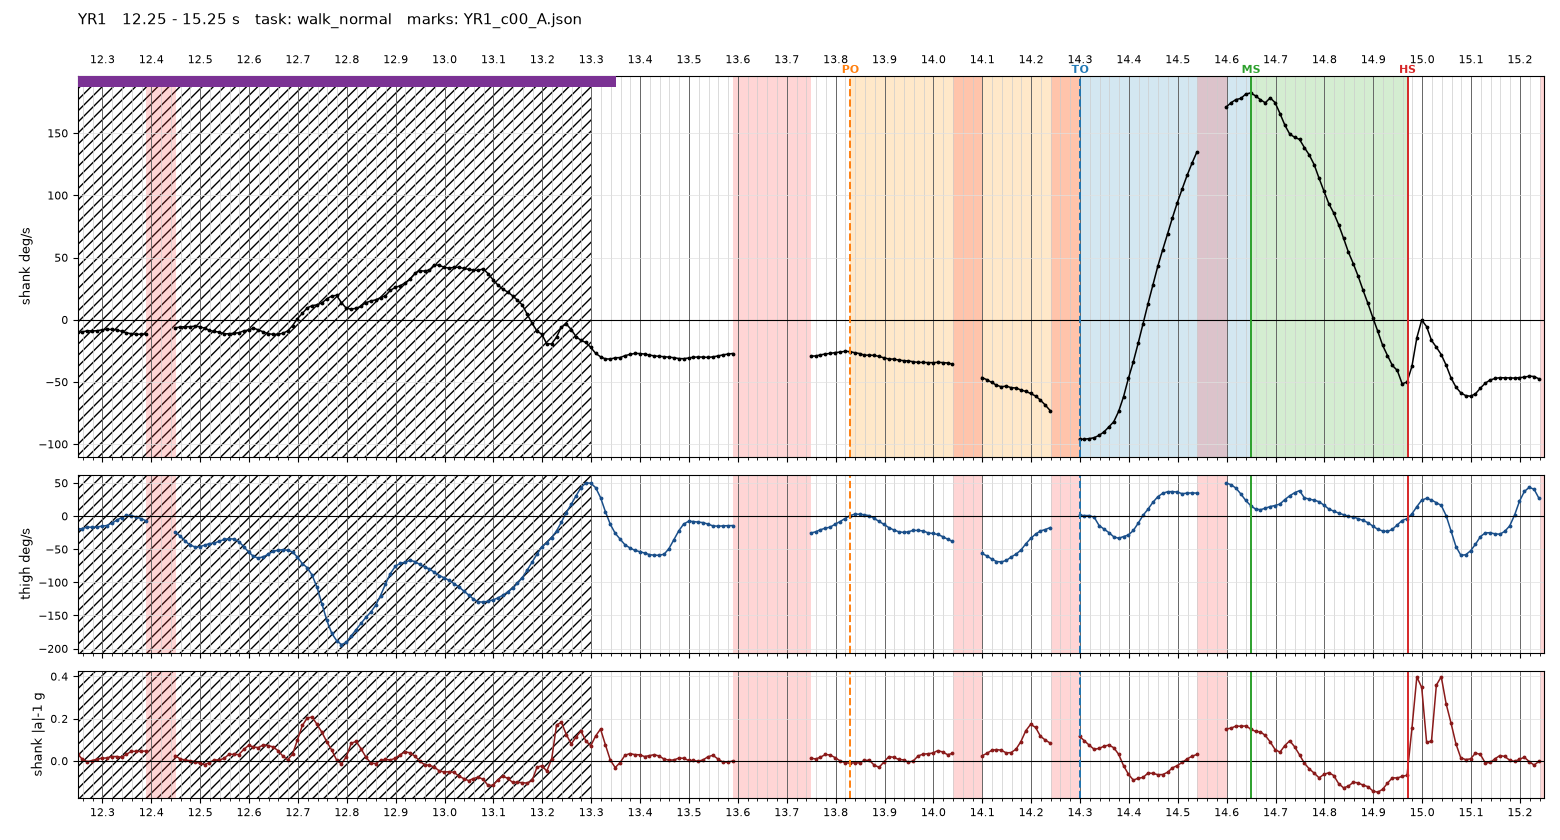 YR1   12.25 - 15.25 s   task: walk_normal   marks: YR1_c00_A.json
12.3 12.4 12.5 12.6 12.7 12.8 12.9 13.0 13.1 13.2 13.3 13.4 13.5 13.6 13.7 13.8 13.9 14.0 14.1 14.2 14.3 14.4 14.5 14.6 14.7 14.8 14.9 15.0 15.1 15.2
PO TO MS HS
shank deg/s
150
100
50
0
−50
−100
thigh deg/s
50
0
−50
−100
−150
−200
shank |a|-1 g
0.4
0.2
0.0
12.3 12.4 12.5 12.6 12.7 12.8 12.9 13.0 13.1 13.2 13.3 13.4 13.5 13.6 13.7 13.8 13.9 14.0 14.1 14.2 14.3 14.4 14.5 14.6 14.7 14.8 14.9 15.0 15.1 15.2